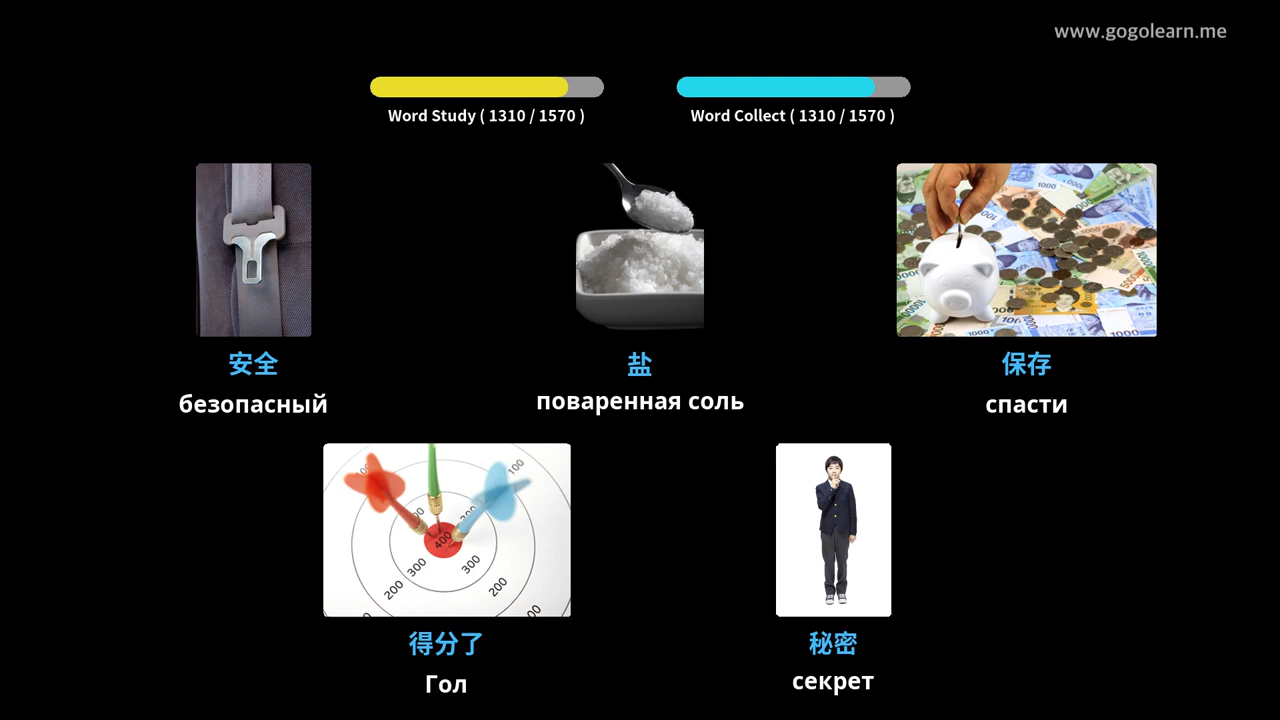 www.gogolearn.me
Word Study ( 1310 / 1570 )
Word Collect ( 1310 / 1570 )
安全
безопасный
盐
поваренная соль
保存
спасти
得分了
Гол
秘密
секрет